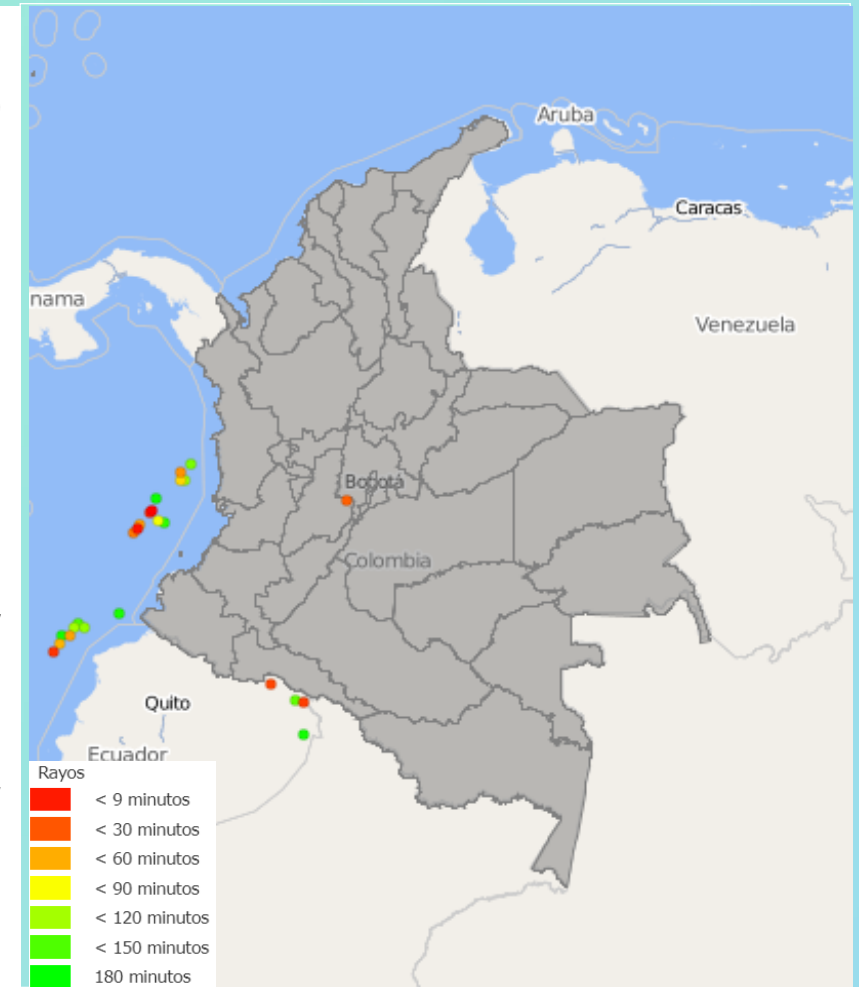 Aruba
Caracas
nama
Venezuela
Bogotá
Colombia
Quito
Ecuador
Rayos
< 9 minutos
< 30 minutos
< 60 minutos
< 90 minutos
< 120 minutos
< 150 minutos
180 minutos